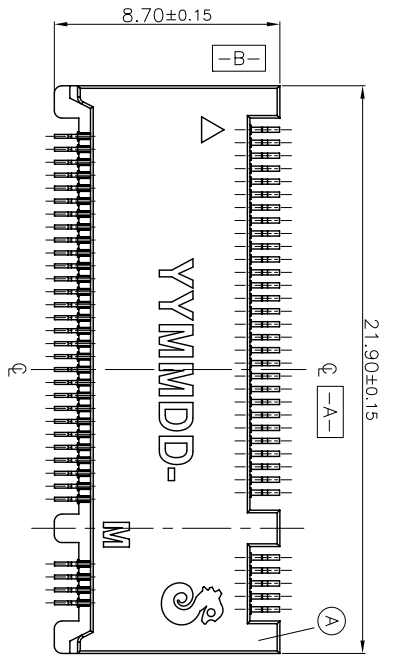 8.70±0.15
-B-
21.90±0.15
℄
-A-
℄
YYMMDD-
M
A